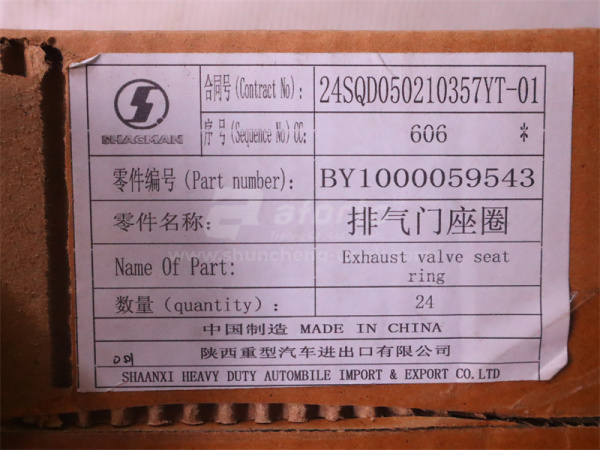 SHACMAN
合同号(Contract No):
24SQD050210357YT-01
序号(Sequence No)CC:
606 *
零件编号(Part number):
BY1000059543
零件名称:
排气门座圈
Name Of Part:
Exhaust valve seat
ring
数量(quantity):
24
中国制造 MADE IN CHINA
陕西重型汽车进出口有限公司
SHAANXI HEAVY DUTY AUTOMBILE IMPORT & EXPORT CO.LTD